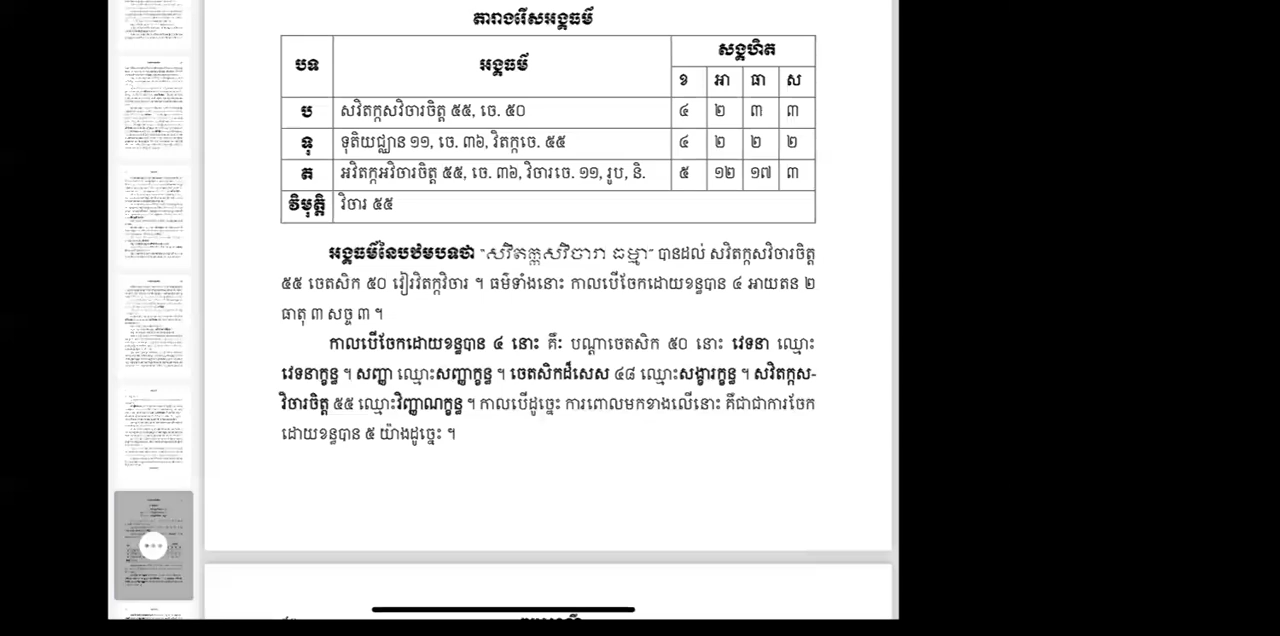 តារាងរើសអង្គធម៌
បទ អង្គធម៌ សង្គហិត
ខ អា ធា ស
សវិតក្កសវិចារចិត្ត ៥៥, ចេ. ៥០ ៤ ២ ៣ ៣
ទុ ទុតិយជ្ឈាន ១១, ចេ. ៣៦, វិតក្កចេ. ៥៥ ៤ ២ ២ ២
ត អវិតក្កអវិចារចិត្ត ៥៥, ចេ. ៣៦, វិចារចេ. ១១, រូប, និ. ៥ ១២ ១៧ ៣
វិមុត្តិ វិចារ ៥៥
អង្គធម៌នៃបឋមបទថា "សវិតក្កសវិចារា ធម្មា" បានដល់ សវិតក្កសវិចារចិត្ត
៥៥ ចេតសិក ៥០ វៀរវិតក្កវិចារ ។ ធម៌ទាំងនោះ កាលបើចែកដោយខន្ធបាន ៤ អាយតន ២
ធាតុ ៣ សច្ច ៣ ។
កាលបើចែកដោយខន្ធបាន ៤ នោះ គឺៈ បណ្តាចេតសិក ៥០ នោះ វេទនា ឈ្មោះ
វេទនាខ្ខន្ធ ។ សញ្ញា ឈ្មោះសញ្ញាក្ខន្ធ ។ ចេតសិកដ៏សេស ៤៨ ឈ្មោះសង្ខារក្ខន្ធ ។ សវិតក្កស-
វិចារចិត្ត ៥៥ ឈ្មោះវិញ្ញាណក្ខន្ធ ។ កាលបើដូច្នេះ ពាក្យពោលមកខាងលើនោះ គឺជាការចែក
ដោយខន្ធបាន ៥ យ៉ាងដូច្នេះ ។